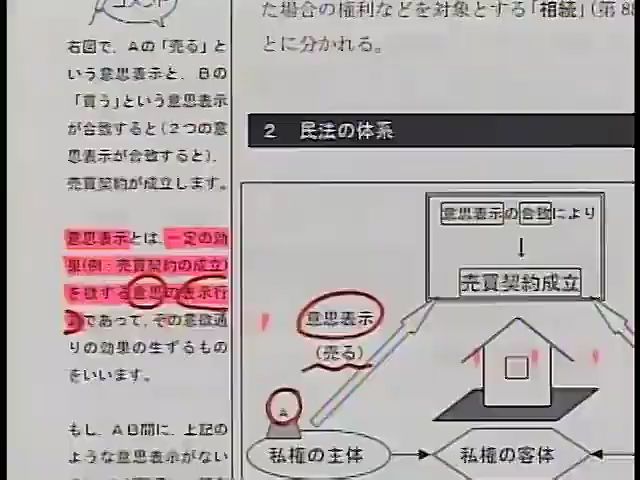 コメント
右図で、Aの「売る」と
いう意思表示と、Bの
「買う」という意思表示
が合致すると(2つの意
思表示が合致すると)、
売買契約が成立します。
意思表示とは、一定の効
果(例:売買契約の成立)
を欲する意思の表示行
為であって、その意欲通
りの効果の生ずるもの
をいいます。
もし、AB間に、上記の
ような意思表示がない
た場合の権利などを対象とする「相続」(第
とに分かれる。
2 民法の体系
意思表示の合致により
↓
売買契約成立
意思表示
(売る)
A
私権の主体
私権の客体